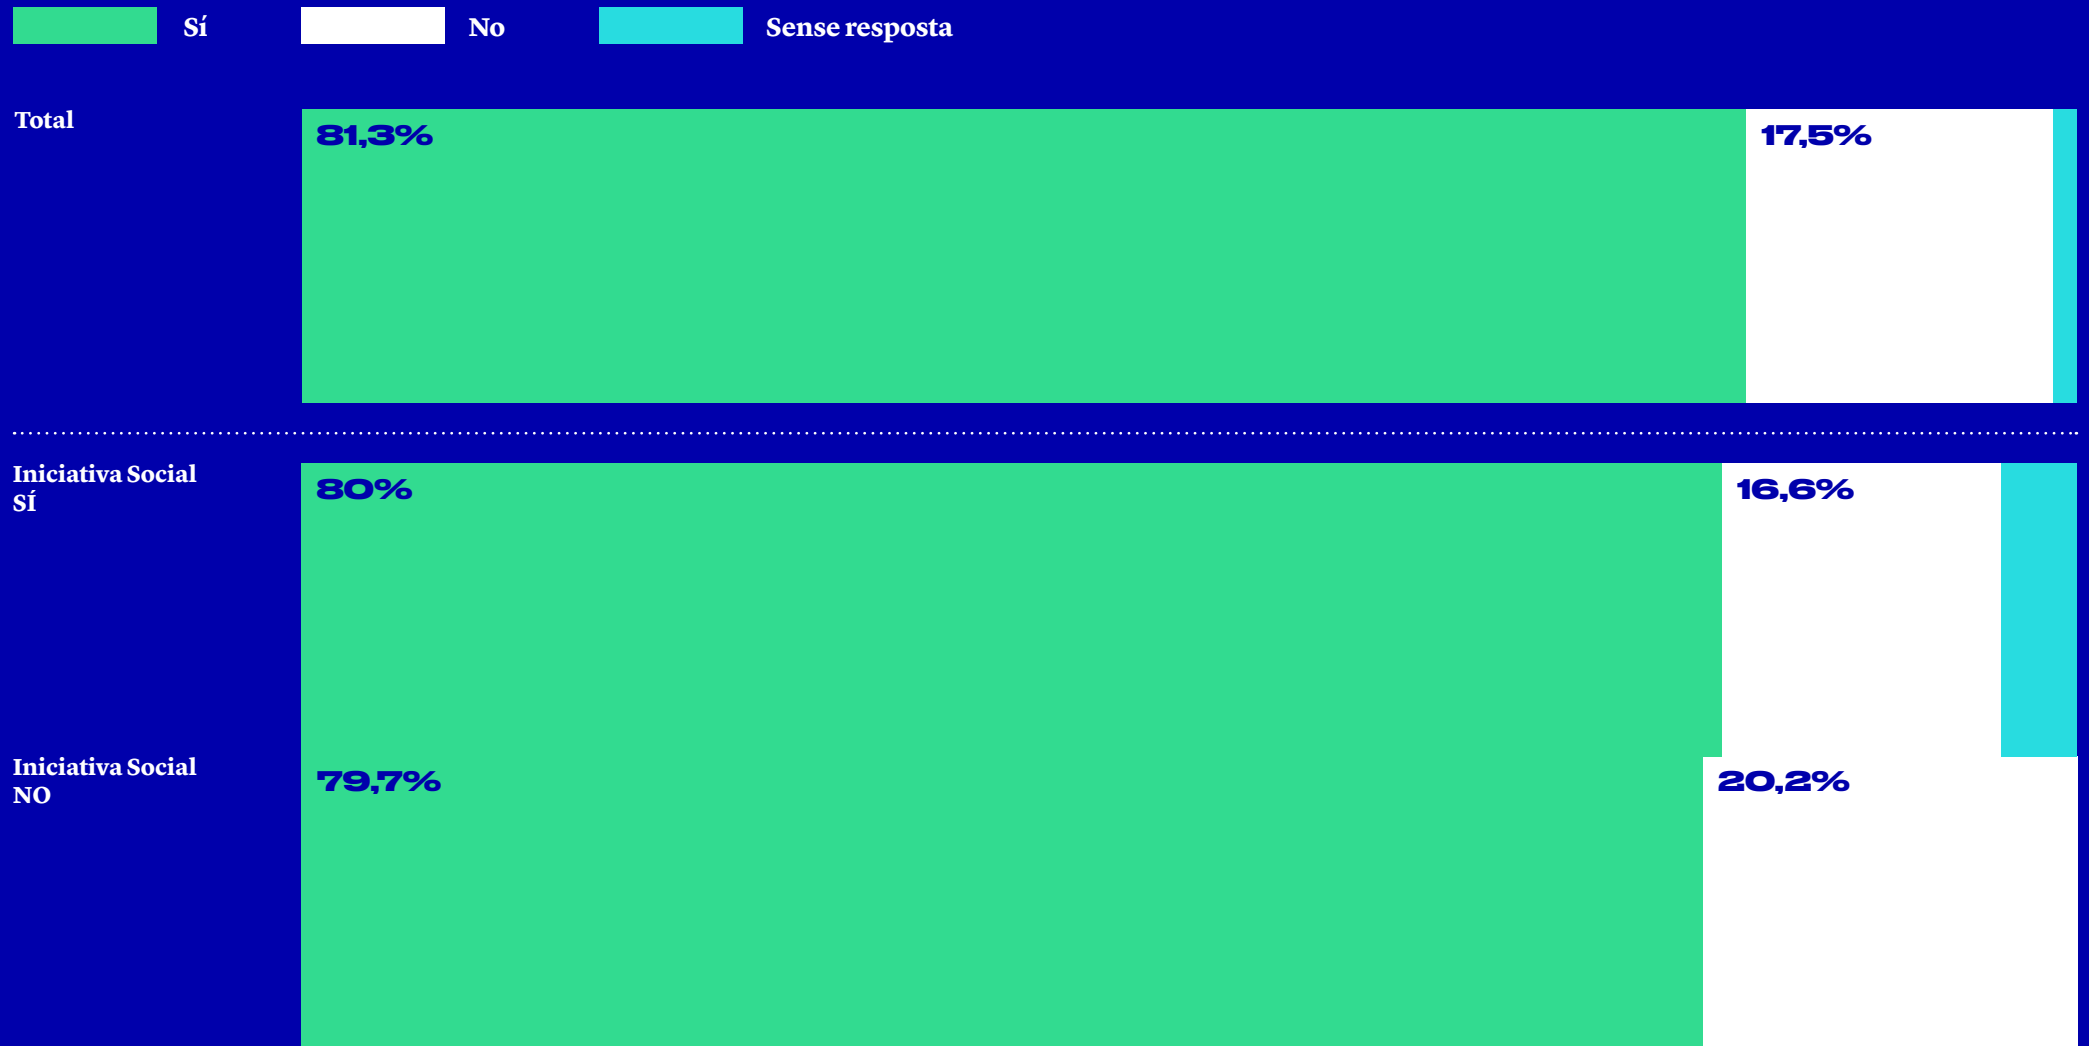 Sí
No
Sense resposta
Total
81,3%
17,5%
Iniciativa Social
SÍ
80%
16,6%
Iniciativa Social
NO
79,7%
20,2%